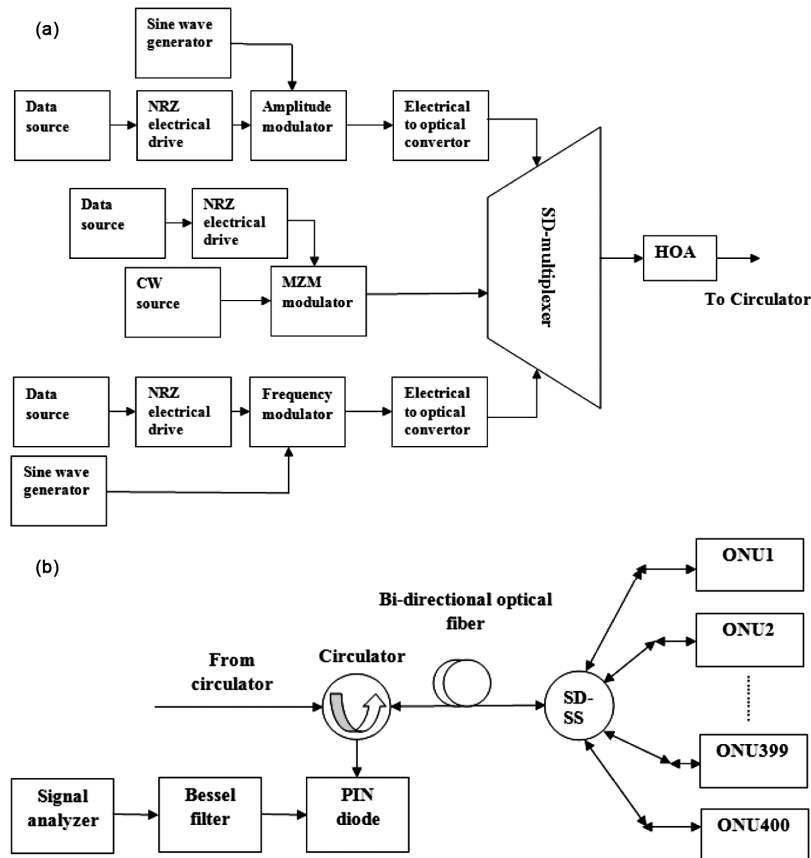 (a)
Sine wave
generator
Data
source
NRZ
electrical
drive
Amplitude
modulator
Electrical
to optical
convertor
Data
source
NRZ
electrical
drive
CW
source
MZM
modulator
SD-multiplexer
HOA
To Circulator
Data
source
NRZ
electrical
drive
Frequency
modulator
Electrical
to optical
convertor
Sine wave
generator
(b)
ONU1
Bi-directional optical
fiber
ONU2
From
circulator
Circulator
SD-
SS
ONU399
Signal
analyzer
Bessel
filter
PIN
diode
ONU400